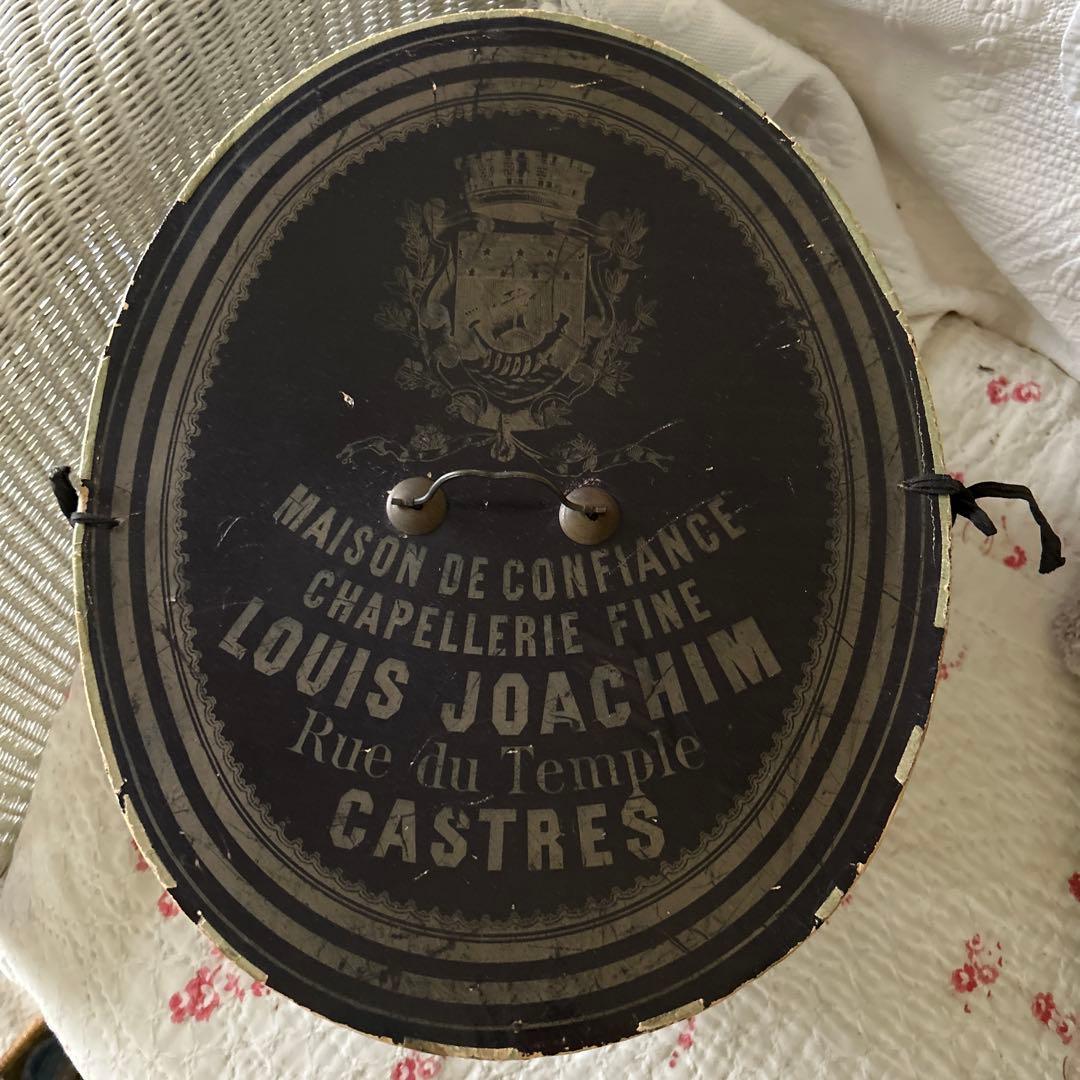 MAISON DE CONFIANCE
CHAPELLERIE FINE
LOUIS JOACHIM
Rue du Temple
CASTRES